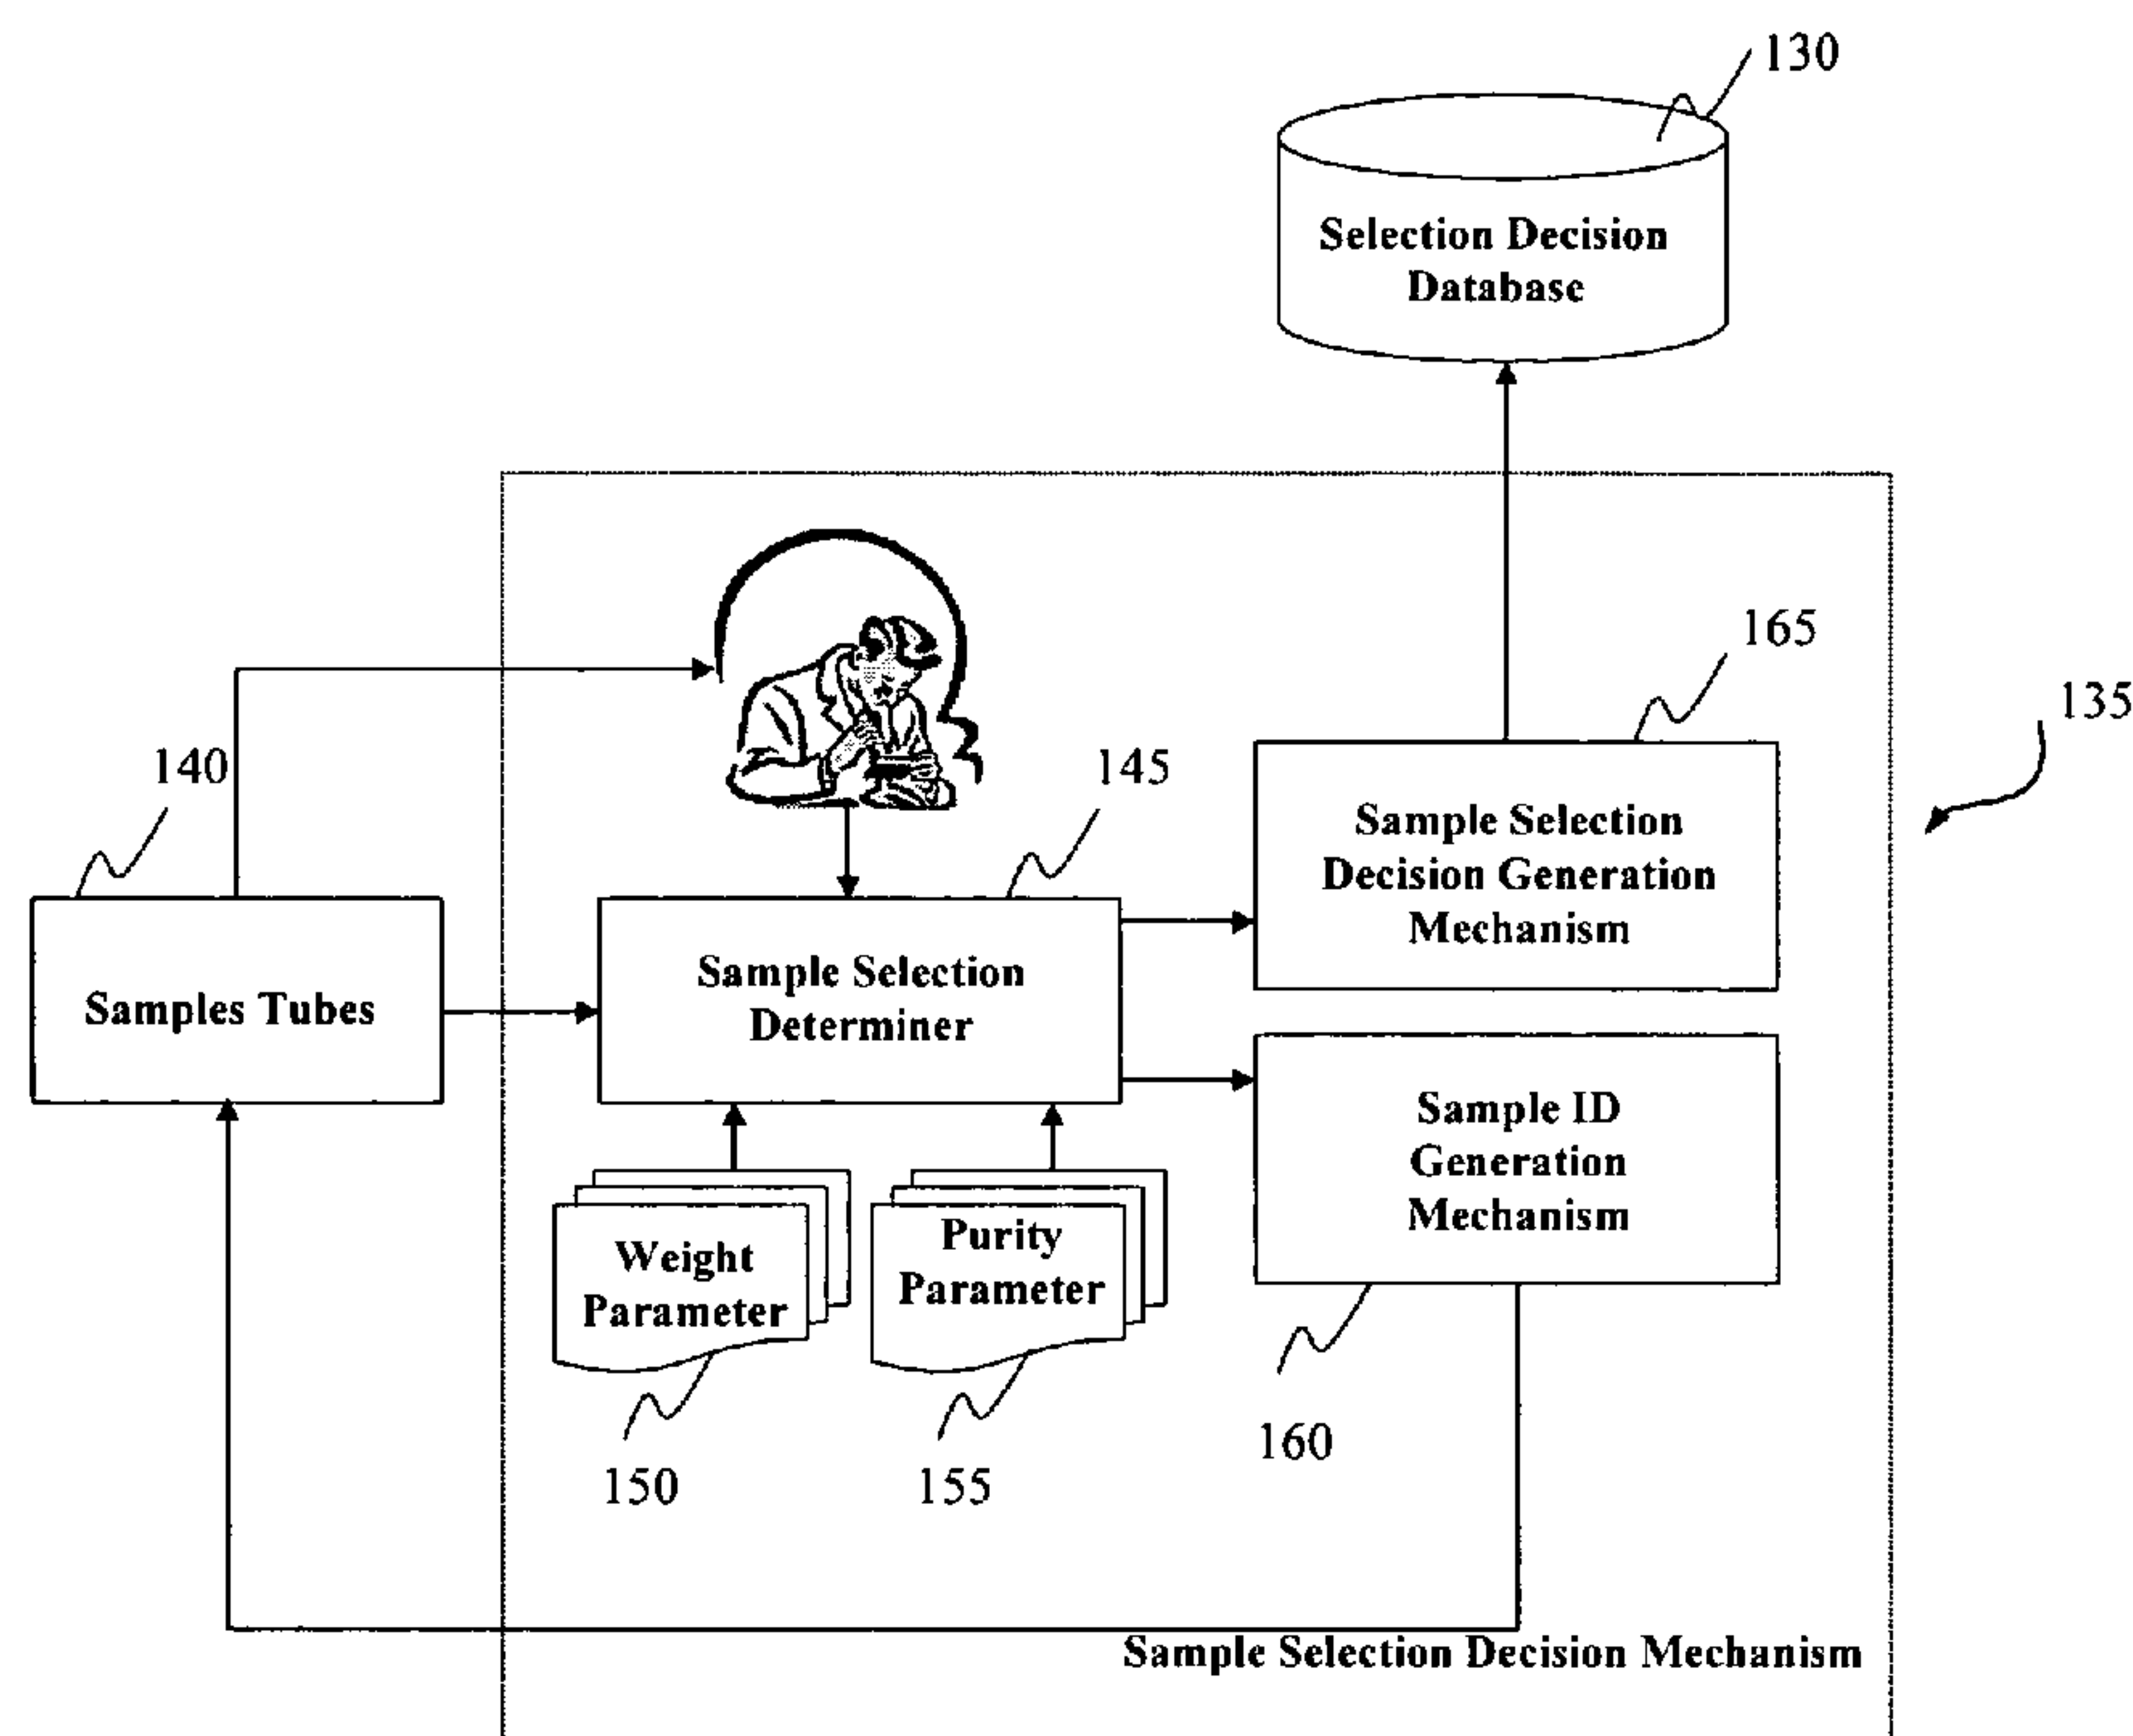 130
Selection Decision
Database
165
135
140
145
Sample Selection
Decision Generation
Mechanism
Samples Tubes
Sample Selection
Determiner
Sample ID
Generation
Mechanism
Weight
Parameter
Purity
Parameter
160
150
155
Sample Selection Decision Mechanism